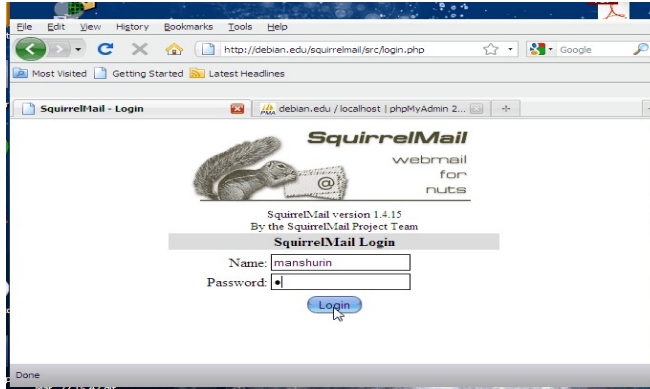 File Edit View History Bookmarks Tools Help
http://debian.edu/squirrelmail/src/login.php Google
Most Visited Getting Started Latest Headlines
SquirrelMail - Login debian.edu / localhost | phpMyAdmin 2...
SquirrelMail
webmail
for
nuts
@
SquirrelMail version 1.4.15
By the SquirrelMail Project Team
SquirrelMail Login
Name: manshurin
Password:
Login
Done